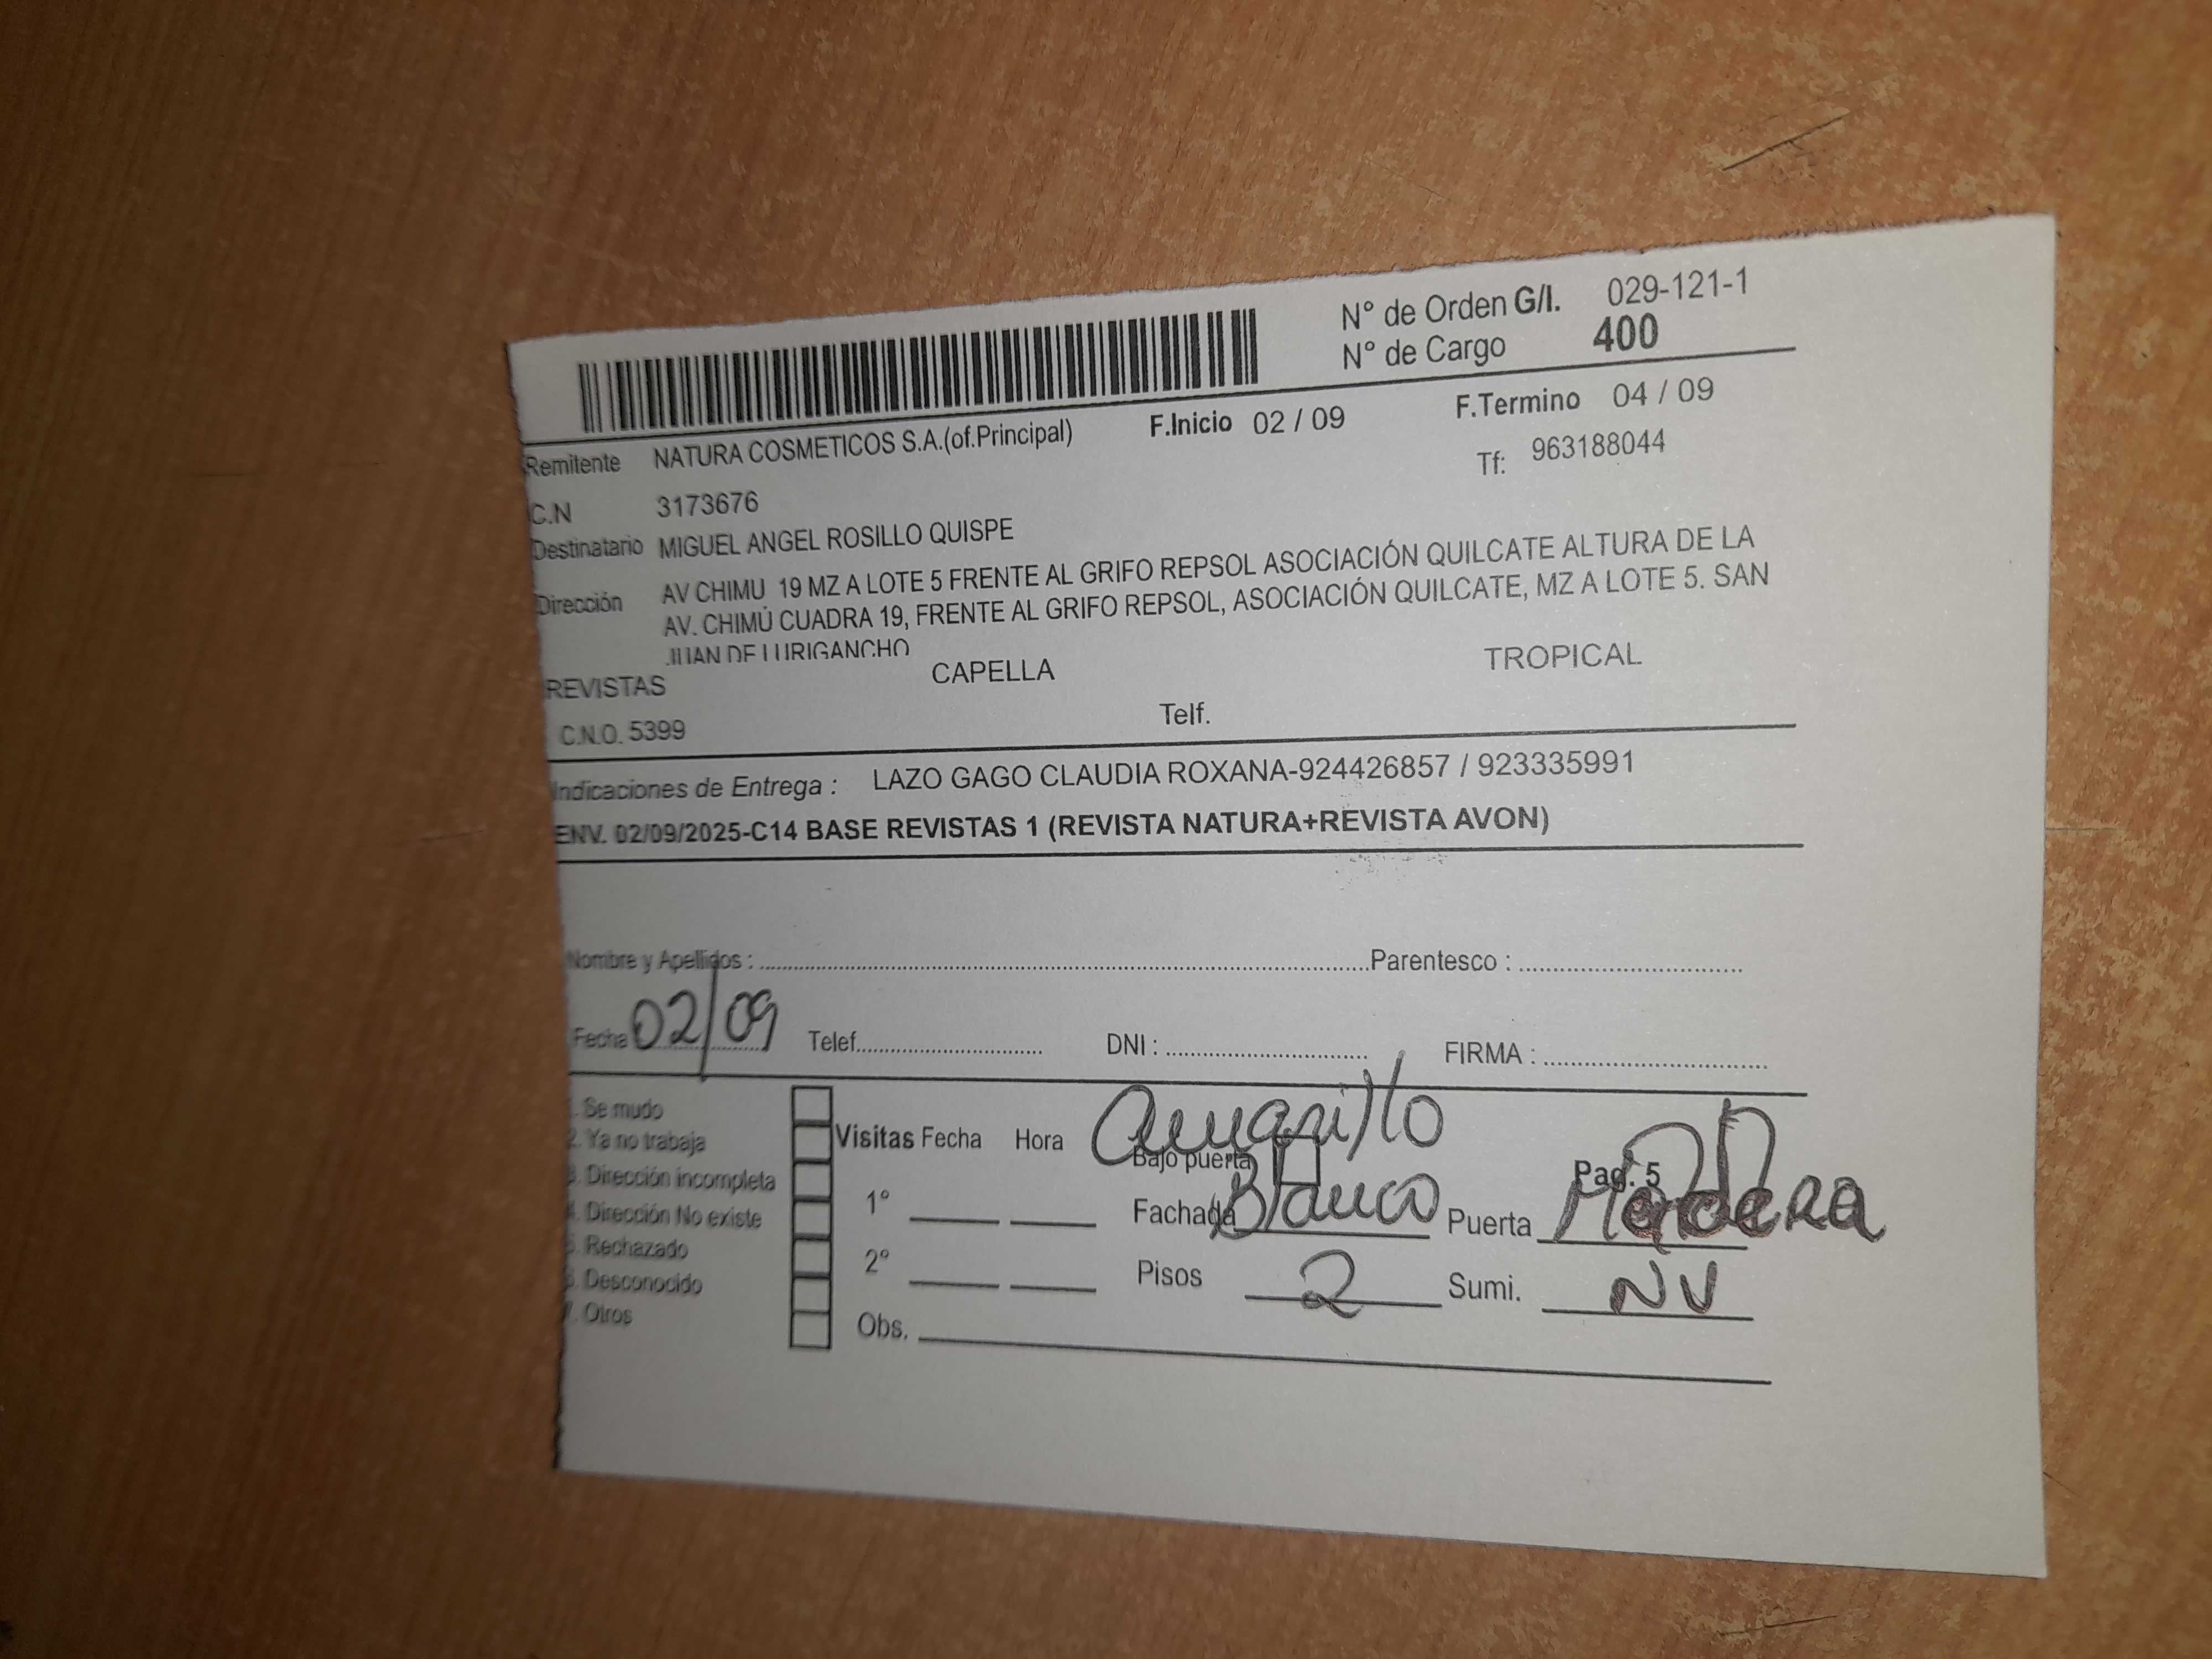 N° de Orden G/I. 029-121-1
N° de Cargo 400
F.Inicio 02 / 09 F.Termino 04 / 09
Remitente NATURA COSMETICOS S.A.(of.Principal) Tf: 963188044
C.N 3173676
Destinatario MIGUEL ANGEL ROSILLO QUISPE
Dirección AV CHIMU 19 MZ A LOTE 5 FRENTE AL GRIFO REPSOL ASOCIACIÓN QUILCATE ALTURA DE LA
AV. CHIMÚ CUADRA 19, FRENTE AL GRIFO REPSOL, ASOCIACIÓN QUILCATE, MZ A LOTE 5. SAN
JUAN DE LURIGANCHO
REVISTAS CAPELLA TROPICAL
C.N.O. 5399 Telf.
Indicaciones de Entrega : LAZO GAGO CLAUDIA ROXANA-924426857 / 923335991
ENV. 02/09/2025-C14 BASE REVISTAS 1 (REVISTA NATURA+REVISTA AVON)
Nombre y Apellidos : Parentesco :
Fecha 02/09 Telef. DNI : FIRMA :
1. Se mudo
2. Ya no trabaja
3. Dirección incompleta
4. Dirección No existe
5. Rechazado
6. Desconocido
7. Otros
Visitas Fecha Hora
1°
2°
Obs.
Amarillo
Bajo puerta Pag. 5
Fachada Blanco Puerta Madera
Pisos 2 Sumi. NV